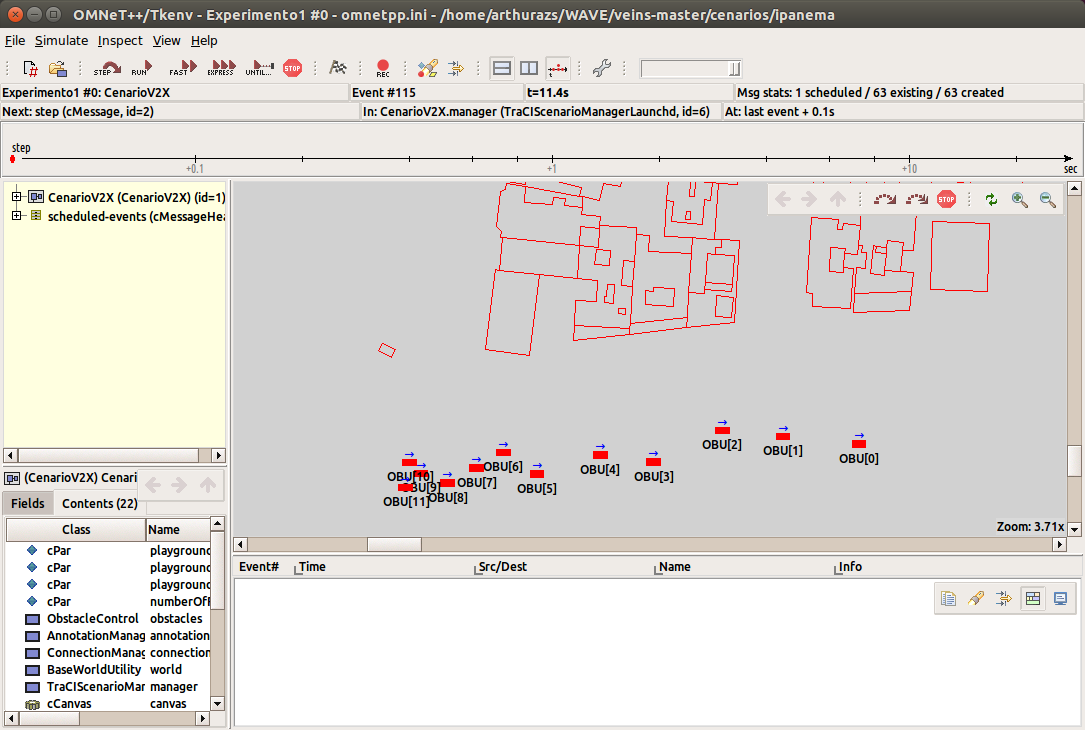 OMNeT++/Tkenv - Experimento1 #0 - omnetpp.ini - /home/arthurazs/WAVE/veins-master/cenarios/ipanema
File Simulate Inspect View Help
STEP RUN FAST EXPRESS UNTIL... STOP REC
Experimento1 #0: CenarioV2X Event #115 t=11.4s Msg stats: 1 scheduled / 63 existing / 63 created
Next: step (cMessage, id=2) In: CenarioV2X.manager (TraCIScenarioManagerLaunchd, id=6) At: last event + 0.1s
step
+0.1 +1 +10 sec
CenarioV2X (CenarioV2X) (id=1)
scheduled-events (cMessageHea
STOP
OBU[2]
OBU[1]
OBU[0]
OBU[6]
OBU[4]
OBU[3]
OBU[10]
OBU[7]
OBU[9]
OBU[5]
OBU[8]
OBU[11]
Zoom: 3.71x
(CenarioV2X) Cenari
Fields Contents (22)
Class Name
cPar playground
cPar playground
cPar playground
cPar numberOf
ObstacleControl obstacles
AnnotationManag annotation
ConnectionManag connection
BaseWorldUtility world
TraCIScenarioMar manager
cCanvas canvas
Event# Time Src/Dest Name Info